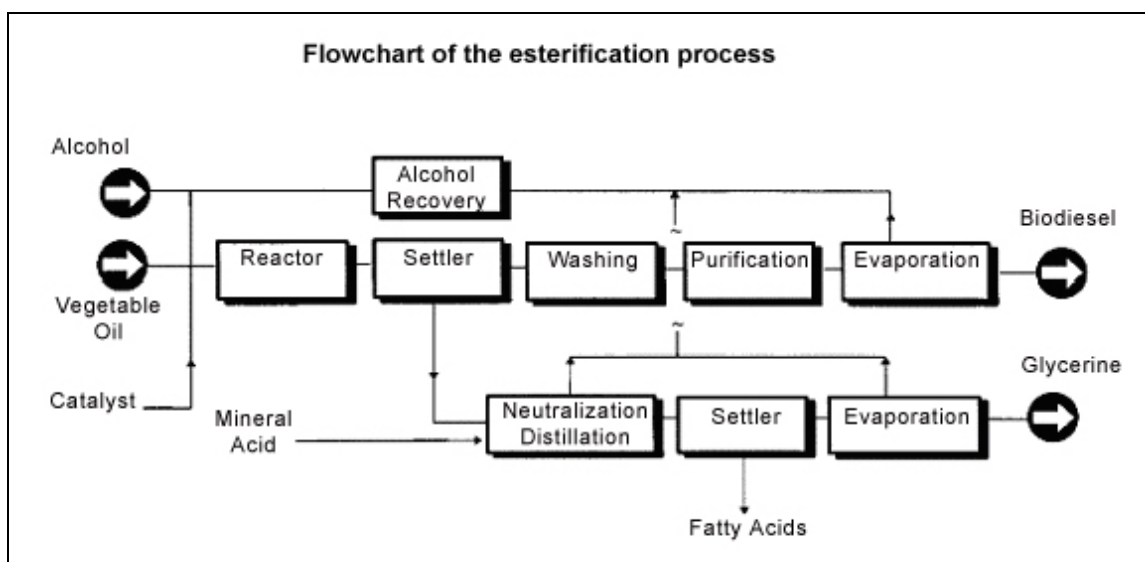 Flowchart of the esterification process
Alcohol
Alcohol
Recovery
Biodiesel
Reactor
Settler
Washing
Purification
Evaporation
Vegetable
Oil
~
~
Glycerine
Catalyst
Mineral
Acid
Neutralization
Distillation
Settler
Evaporation
Fatty Acids